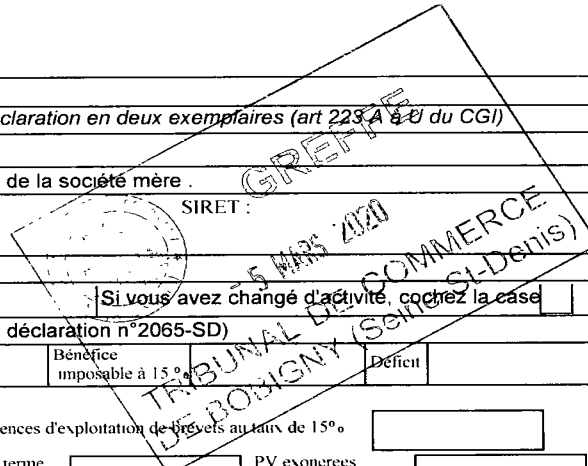 claration en deux exemplaires (art 223 A à U du CGI)
de la société mère .
SIRET :
GREFFE
- 5 MARS 2020
TRIBUNAL DE COMMERCE
DE BOBIGNY (Seine St-Denis)
Si vous avez changé d'activité, cochez la case
déclaration n°2065-SD)
Bénéfice
imposable à 15 %
Déficit
ences d'exploitation de brevets au taux de 15%
terme
PV exonerees